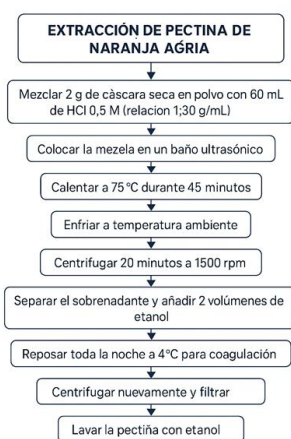 EXTRACCIÓN DE PECTINA DE
NARANJA AGRIA
Mezclar 2 g de càscara seca en polvo con 60 mL
de HCl 0,5 M (relacion 1;30 g/mL)
Colocar la mezela en un baño ultrasónico
Calentar a 75 °C durante 45 minutos
Enfriar a temperatura ambiente
Centrifugar 20 minutos a 1500 rpm
Separar el sobrenadante y añadir 2 volúmenes de
etanol
Reposar toda la noche a 4°C para coagulación
Centrifugar nuevamente y filtrar
Lavar la pectiña con etanol